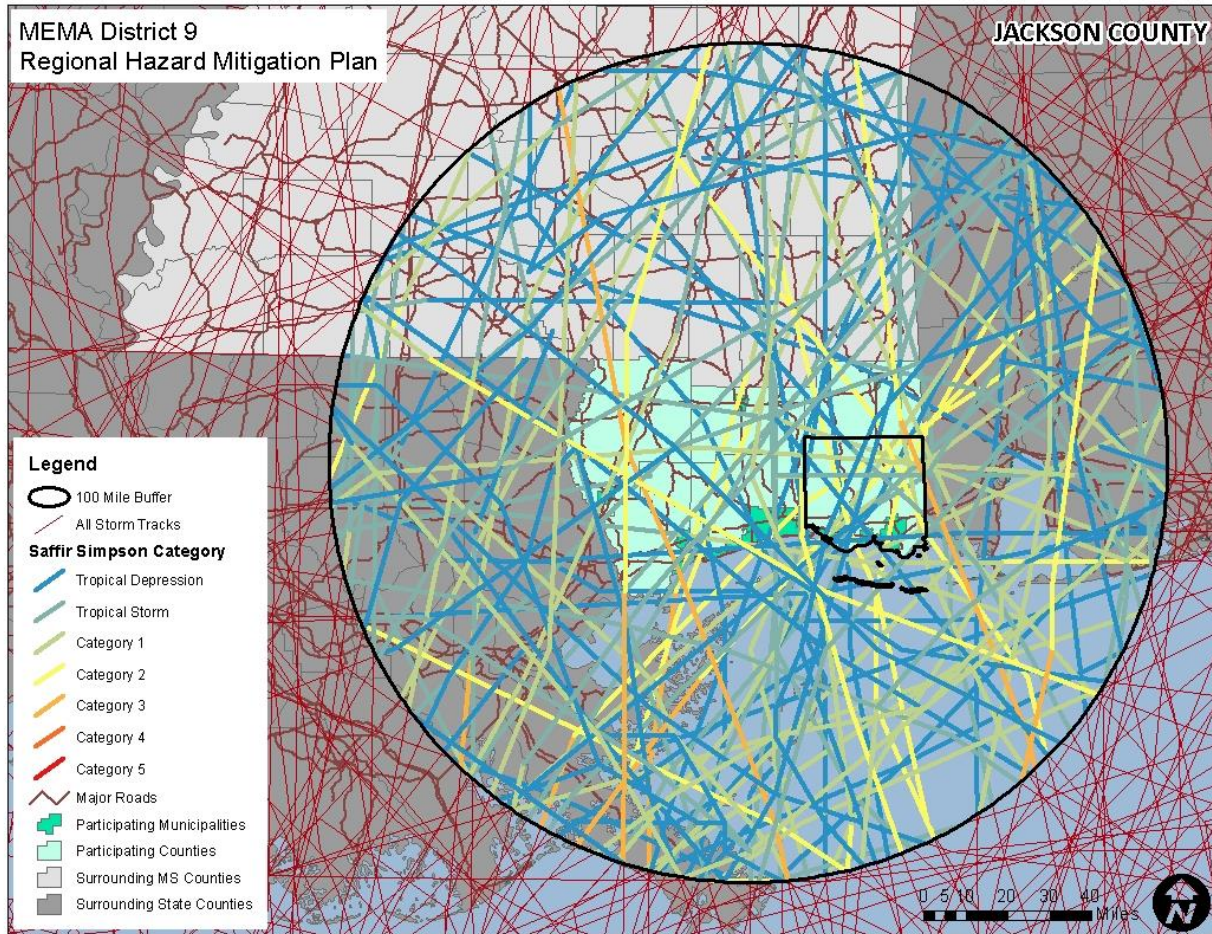 MEMA District 9
Regional Hazard Mitigation Plan
JACKSON COUNTY
Legend
100 Mile Buffer
All Storm Tracks
Saffir Simpson Category
Tropical Depression
Tropical Storm
Category 1
Category 2
Category 3
Category 4
Category 5
Major Roads
Participating Municipalities
Participating Counties
Surrounding MS Counties
Surrounding State Counties
0 5 10 20 30 40
Miles
N